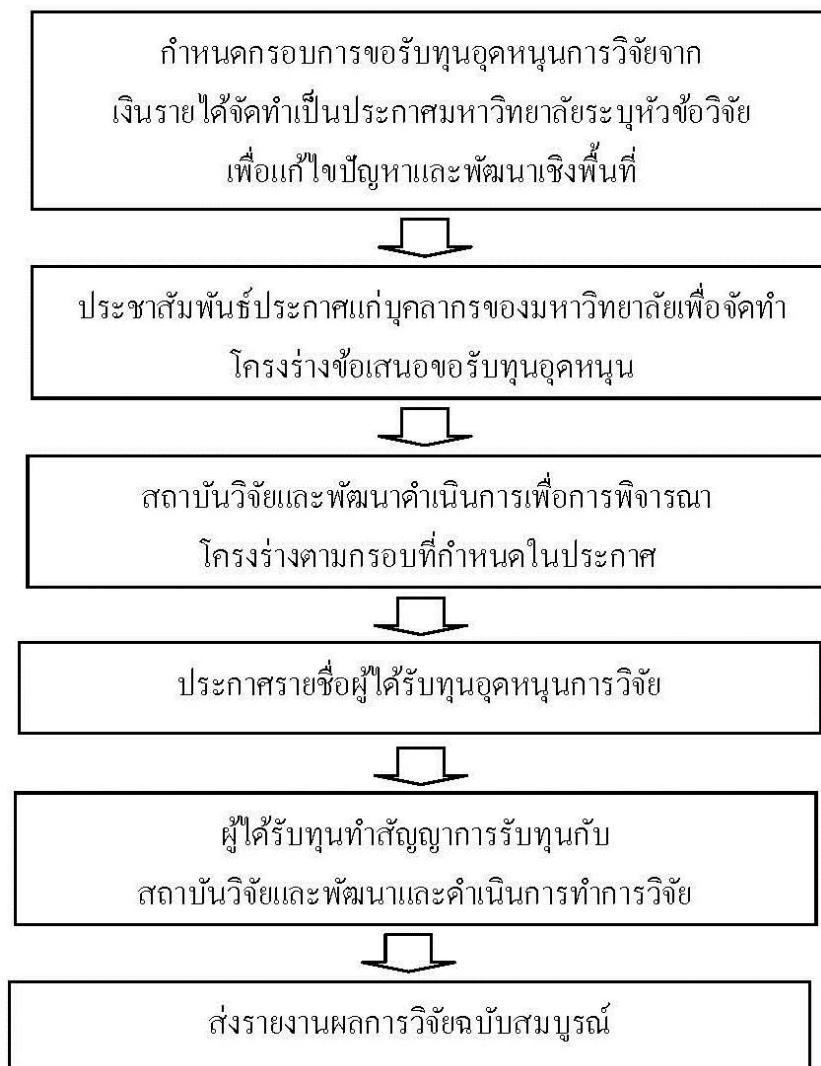 กำหนดกรอบการขอรับทุนอุดหนุนการวิจัยจาก
เงินรายได้จัดทำเป็นประกาศมหาวิทยาลัยระบุหัวข้อวิจัย
เพื่อแก้ไขปัญหาและพัฒนาเชิงพื้นที่
ประชาสัมพันธ์ประกาศแก่บุคลากรของมหาวิทยาลัยเพื่อจัดทำ
โครงร่างข้อเสนอขอรับทุนอุดหนุน
สถาบันวิจัยและพัฒนาดำเนินการเพื่อการพิจารณา
โครงร่างตามกรอบที่กำหนดในประกาศ
ประกาศรายชื่อผู้ได้รับทุนอุดหนุนการวิจัย
ผู้ได้รับทุนทำสัญญาการรับทุนกับ
สถาบันวิจัยและพัฒนาและดำเนินการทำการวิจัย
ส่งรายงานผลการวิจัยฉบับสมบูรณ์